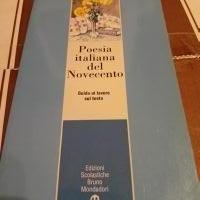 Poesia
italiana del
Novecento
Guida al lavoro
sul testo
Edizioni
Scolastiche
Bruno
Mondadori